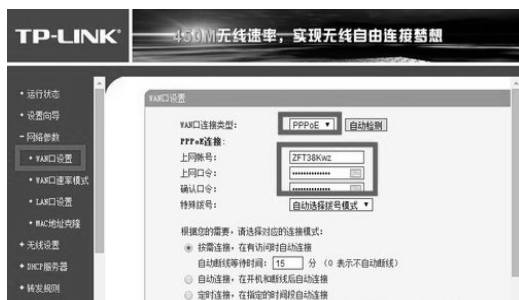 TP-LINK®
450M无线速率，实现无线自由连接梦想
• 运行状态
• 设置向导
- 网络参数
• WAN口设置
• WAN口速率模式
• LAN口设置
• MAC地址克隆
+ 无线设置
+ DHCP服务器
+ 转发规则
WAN口设置
WAN口连接类型： PPPoE 自动检测
PPPoE连接：
上网账号： ZFT38Kwz
上网口令： ••••••••••••••
确认口令： ••••••••••••••
特殊拨号： 自动选择拨号模式
根据您的需要，请选择对应的连接模式：
按需连接，在有访问时自动连接
自动断线等待时间： 15 分 （0 表示不自动断线）
自动连接，在开机和断线后自动连接
定时连接，在指定的时间段自动连接